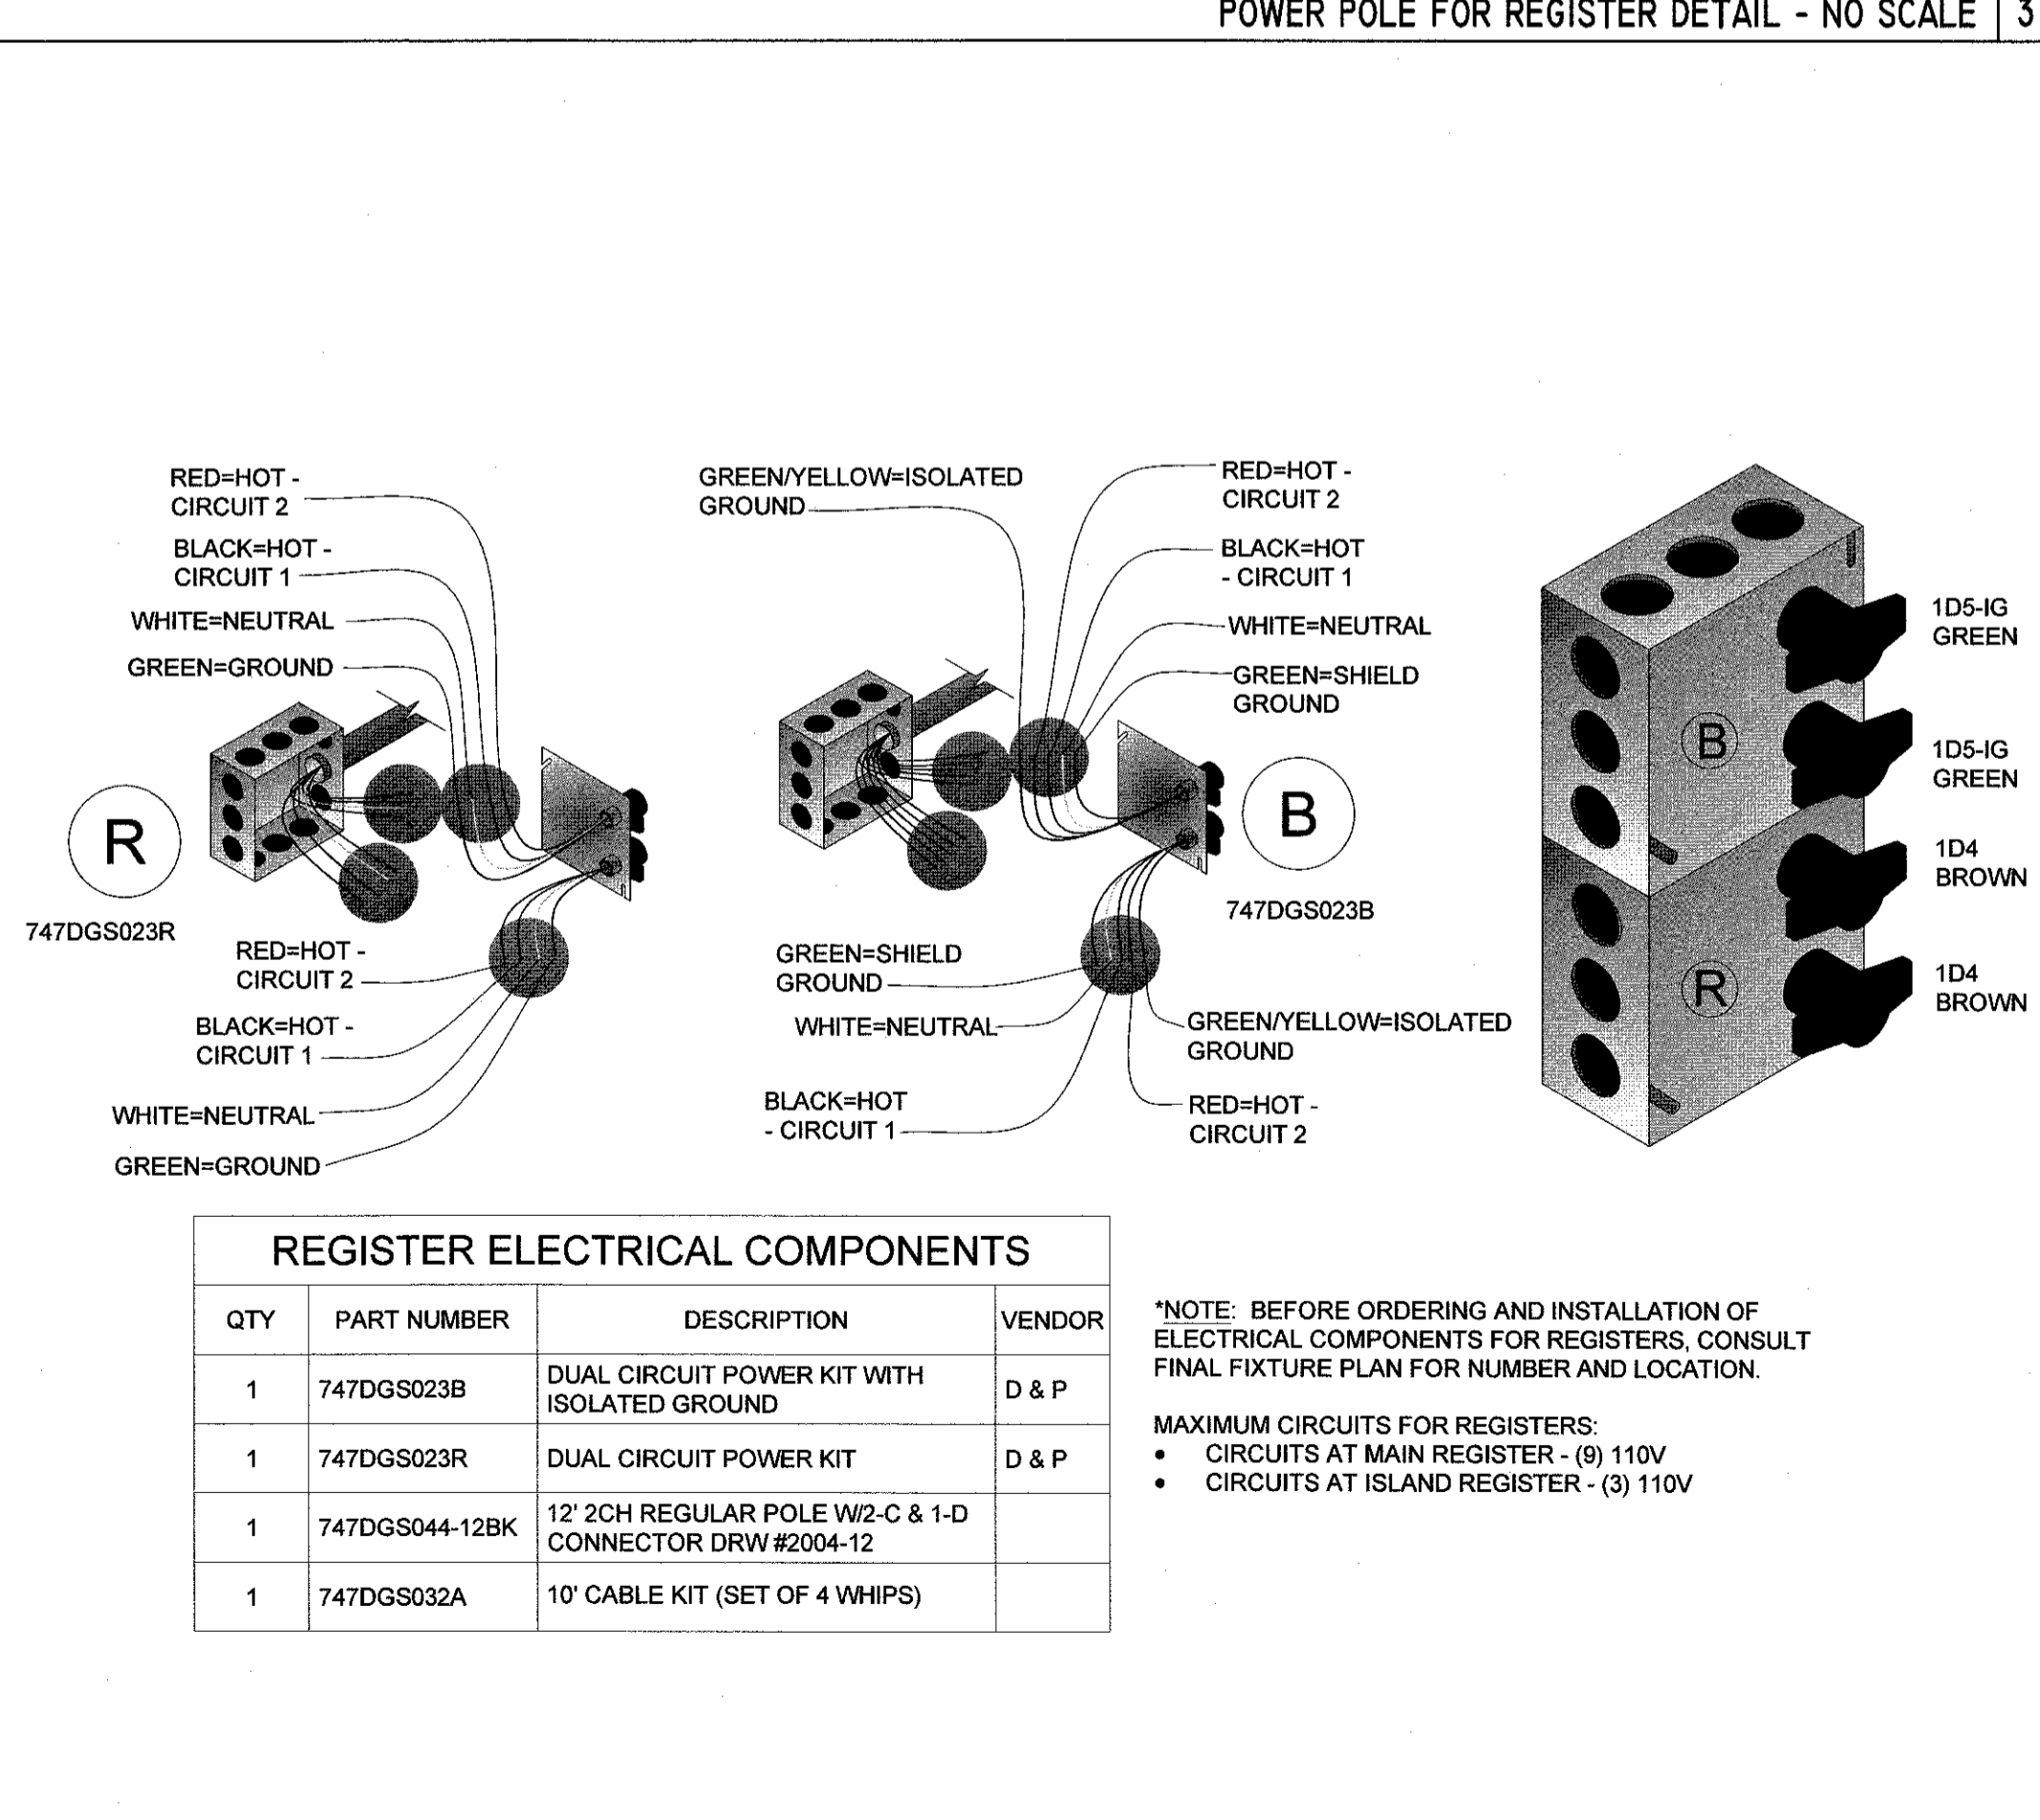 POWER POLE FOR REGISTER DETAIL - NO SCALE 3
RED=HOT -
CIRCUIT 2
BLACK=HOT -
CIRCUIT 1
WHITE=NEUTRAL
GREEN=GROUND
R
747DGS023R
RED=HOT -
CIRCUIT 2
BLACK=HOT -
CIRCUIT 1
WHITE=NEUTRAL
GREEN=GROUND
GREEN/YELLOW=ISOLATED
GROUND
RED=HOT -
CIRCUIT 2
BLACK=HOT
- CIRCUIT 1
WHITE=NEUTRAL
GREEN=SHIELD
GROUND
B
747DGS023B
GREEN=SHIELD
GROUND
WHITE=NEUTRAL
BLACK=HOT
- CIRCUIT 1
GREEN/YELLOW=ISOLATED
GROUND
RED=HOT -
CIRCUIT 2
B
R
1D5-IG
GREEN
1D5-IG
GREEN
1D4
BROWN
1D4
BROWN
REGISTER ELECTRICAL COMPONENTS
QTY PART NUMBER DESCRIPTION VENDOR
1 747DGS023B DUAL CIRCUIT POWER KIT WITH
ISOLATED GROUND D & P
1 747DGS023R DUAL CIRCUIT POWER KIT D & P
1 747DGS044-12BK 12' 2CH REGULAR POLE W/2-C & 1-D
CONNECTOR DRW #2004-12
1 747DGS032A 10' CABLE KIT (SET OF 4 WHIPS)
*NOTE: BEFORE ORDERING AND INSTALLATION OF
ELECTRICAL COMPONENTS FOR REGISTERS, CONSULT
FINAL FIXTURE PLAN FOR NUMBER AND LOCATION.
MAXIMUM CIRCUITS FOR REGISTERS:
• CIRCUITS AT MAIN REGISTER - (9) 110V
• CIRCUITS AT ISLAND REGISTER - (3) 110V